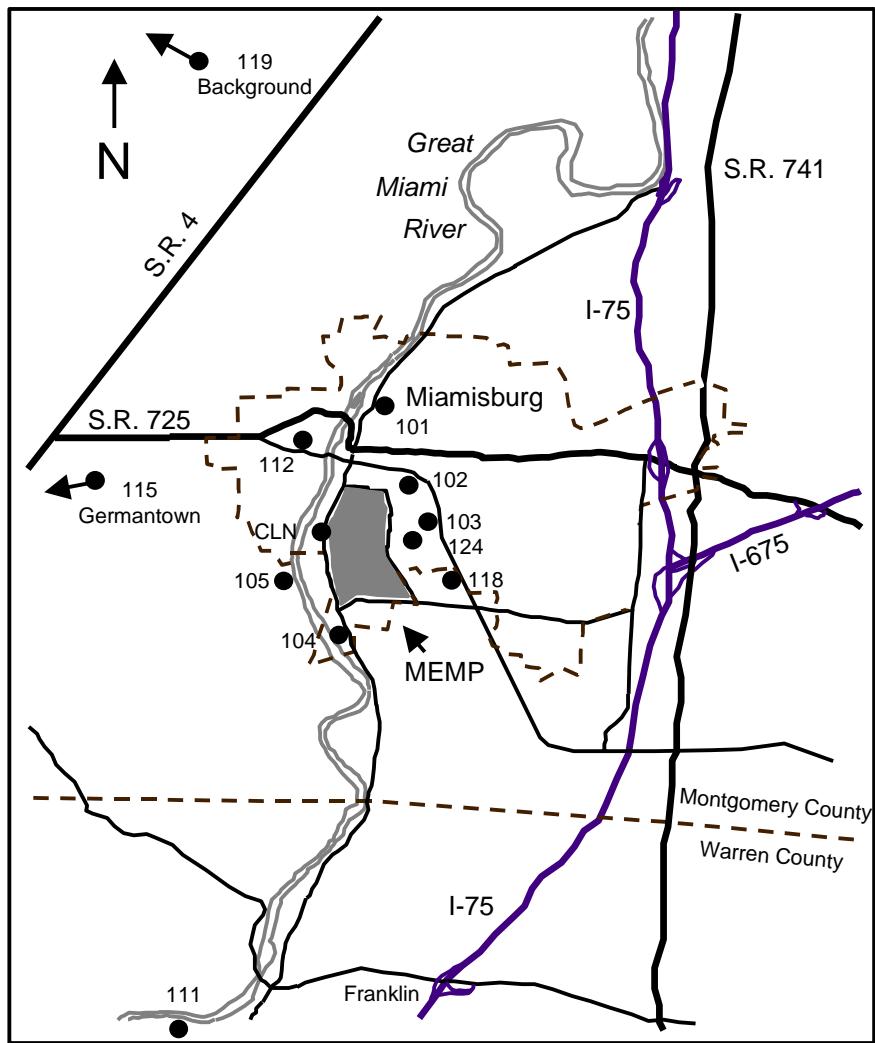 119
Background
N
Great
Miami
River
S.R. 741
S.R. 4
I-75
Miamisburg
S.R. 725
101
112
102
115
Germantown
CLN
103
124
I-675
105
118
104
MEMP
Montgomery County
Warren County
I-75
111
Franklin